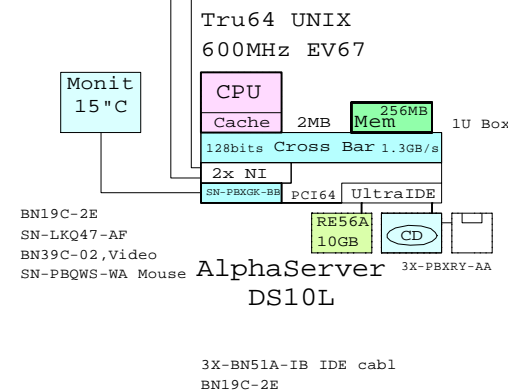 Tru64 UNIX
600MHz EV67
Monit
15"C
CPU
Cache
2MB
256MB
Mem
1U Box
128bits Cross Bar 1.3GB/s
2x NI
SN-PBXGK-BB
PCI64
UltraIDE
BN19C-2E
SN-LKQ47-AF
BN39C-02,Video
SN-PBQWS-WA Mouse
RE56A
10GB
CD
3X-PBXRY-AA
AlphaServer
DS10L
3X-BN51A-IB IDE cabl
BN19C-2E